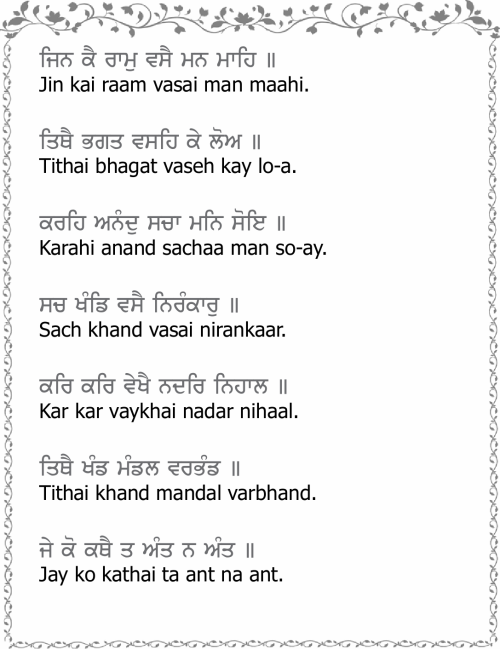 ਜਿਨ ਕੈ ਰਾਮੁ ਵਸੈ ਮਨ ਮਾਹਿ ॥
Jin kai raam vasai man maahi.
ਤਿਥੈ ਭਗਤ ਵਸਹਿ ਕੇ ਲੋਅ ॥
Tithai bhagat vaseh kay lo-a.
ਕਰਹਿ ਅਨੰਦੁ ਸਚਾ ਮਨਿ ਸੋਇ ॥
Karahi anand sachaa man so-ay.
ਸਚ ਖੰਡਿ ਵਸੈ ਨਿਰੰਕਾਰੁ ॥
Sach khand vasai nirankaar.
ਕਰਿ ਕਰਿ ਵੇਖੈ ਨਦਰਿ ਨਿਹਾਲ ॥
Kar kar vaykhai nadar nihaal.
ਤਿਥੈ ਖੰਡ ਮੰਡਲ ਵਰਭੰਡ ॥
Tithai khand mandal varbhand.
ਜੇ ਕੋ ਕਥੈ ਤ ਅੰਤ ਨ ਅੰਤ ॥
Jay ko kathai ta ant na ant.